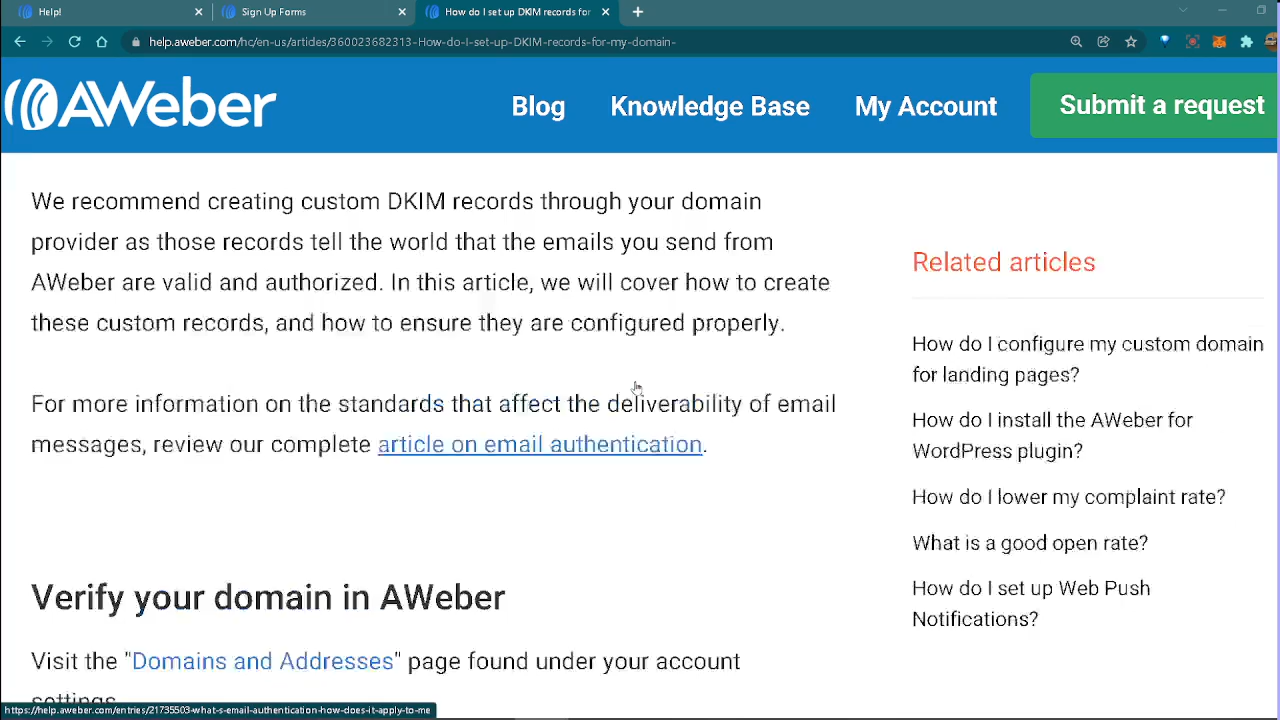 Help!
Sign Up Forms
How do I set up DKIM records for
help.aweber.com/hc/en-us/articles/360023682313-How-do-I-set-up-DKIM-records-for-my-domain-
AWeber
Blog
Knowledge Base
My Account
Submit a request
We recommend creating custom DKIM records through your domain
provider as those records tell the world that the emails you send from
AWeber are valid and authorized. In this article, we will cover how to create
these custom records, and how to ensure they are configured properly.
For more information on the standards that affect the deliverability of email
messages, review our complete article on email authentication.
Verify your domain in AWeber
Visit the "Domains and Addresses" page found under your account
settings.
Related articles
How do I configure my custom domain
for landing pages?
How do I install the AWeber for
WordPress plugin?
How do I lower my complaint rate?
What is a good open rate?
How do I set up Web Push
Notifications?
https://help.aweber.com/entries/21735503-what-s-email-authentication-how-does-it-apply-to-me